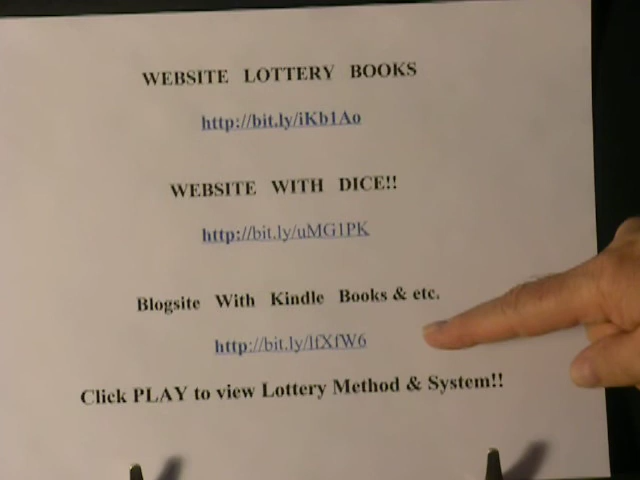 WEBSITE LOTTERY BOOKS
http://bit.ly/iKb1Ao
WEBSITE WITH DICE!!
http://bit.ly/uMG1PK
Blogsite With Kindle Books & etc.
http://bit.ly/IfXfW6
Click PLAY to view Lottery Method & System!!